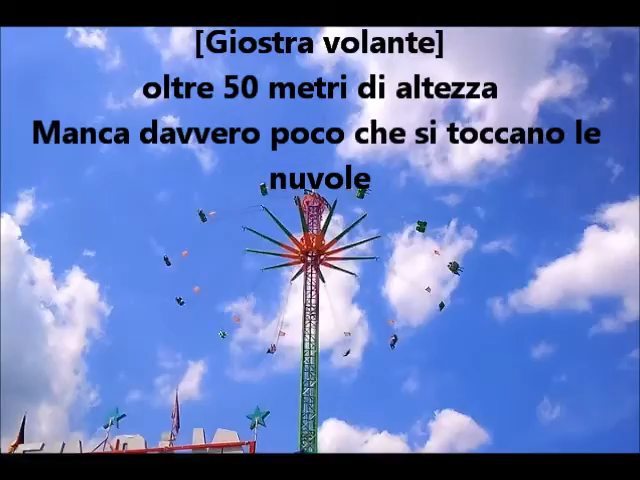 [Giostra volante]
oltre 50 metri di altezza
Manca davvero poco che si toccano le
nuvole